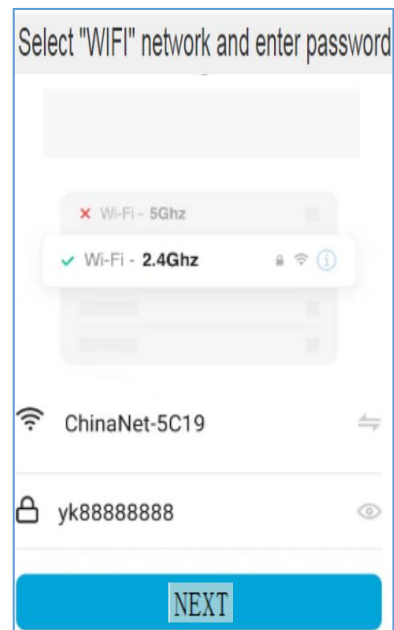 Select "WIFI" network and enter password
Wi-Fi - 5Ghz
Wi-Fi - 2.4Ghz
ChinaNet-5C19
yk88888888
NEXT